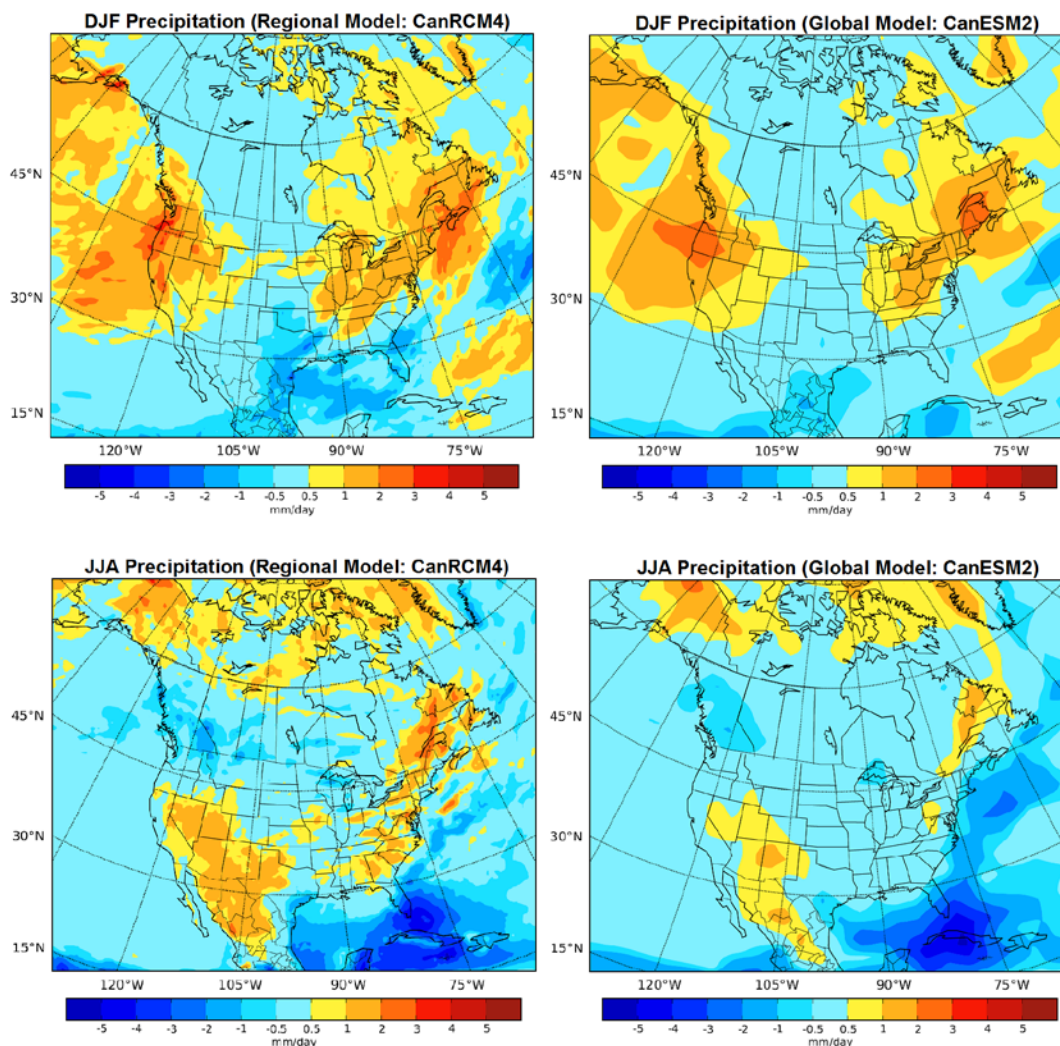 DJF Precipitation (Regional Model: CanRCM4)
DJF Precipitation (Global Model: CanESM2)
45°N
30°N
15°N
120°W 105°W 90°W 75°W
-5 -4 -3 -2 -1 -0.5 0.5 1 2 3 4 5
mm/day
45°N
30°N
15°N
120°W 105°W 90°W 75°W
-5 -4 -3 -2 -1 -0.5 0.5 1 2 3 4 5
mm/day
JJA Precipitation (Regional Model: CanRCM4)
JJA Precipitation (Global Model: CanESM2)
45°N
30°N
15°N
120°W 105°W 90°W 75°W
-5 -4 -3 -2 -1 -0.5 0.5 1 2 3 4 5
mm/day
45°N
30°N
15°N
120°W 105°W 90°W 75°W
-5 -4 -3 -2 -1 -0.5 0.5 1 2 3 4 5
mm/day